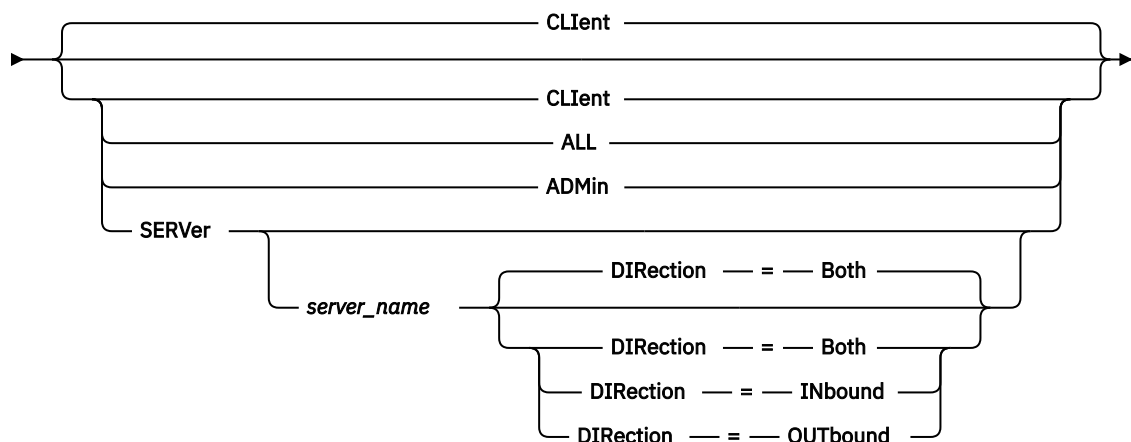 CLIent
CLIent
ALL
ADMin
SERVer
DIRection = Both
server_name
DIRection = Both
DIRection = INbound
DIRection = OUTbound